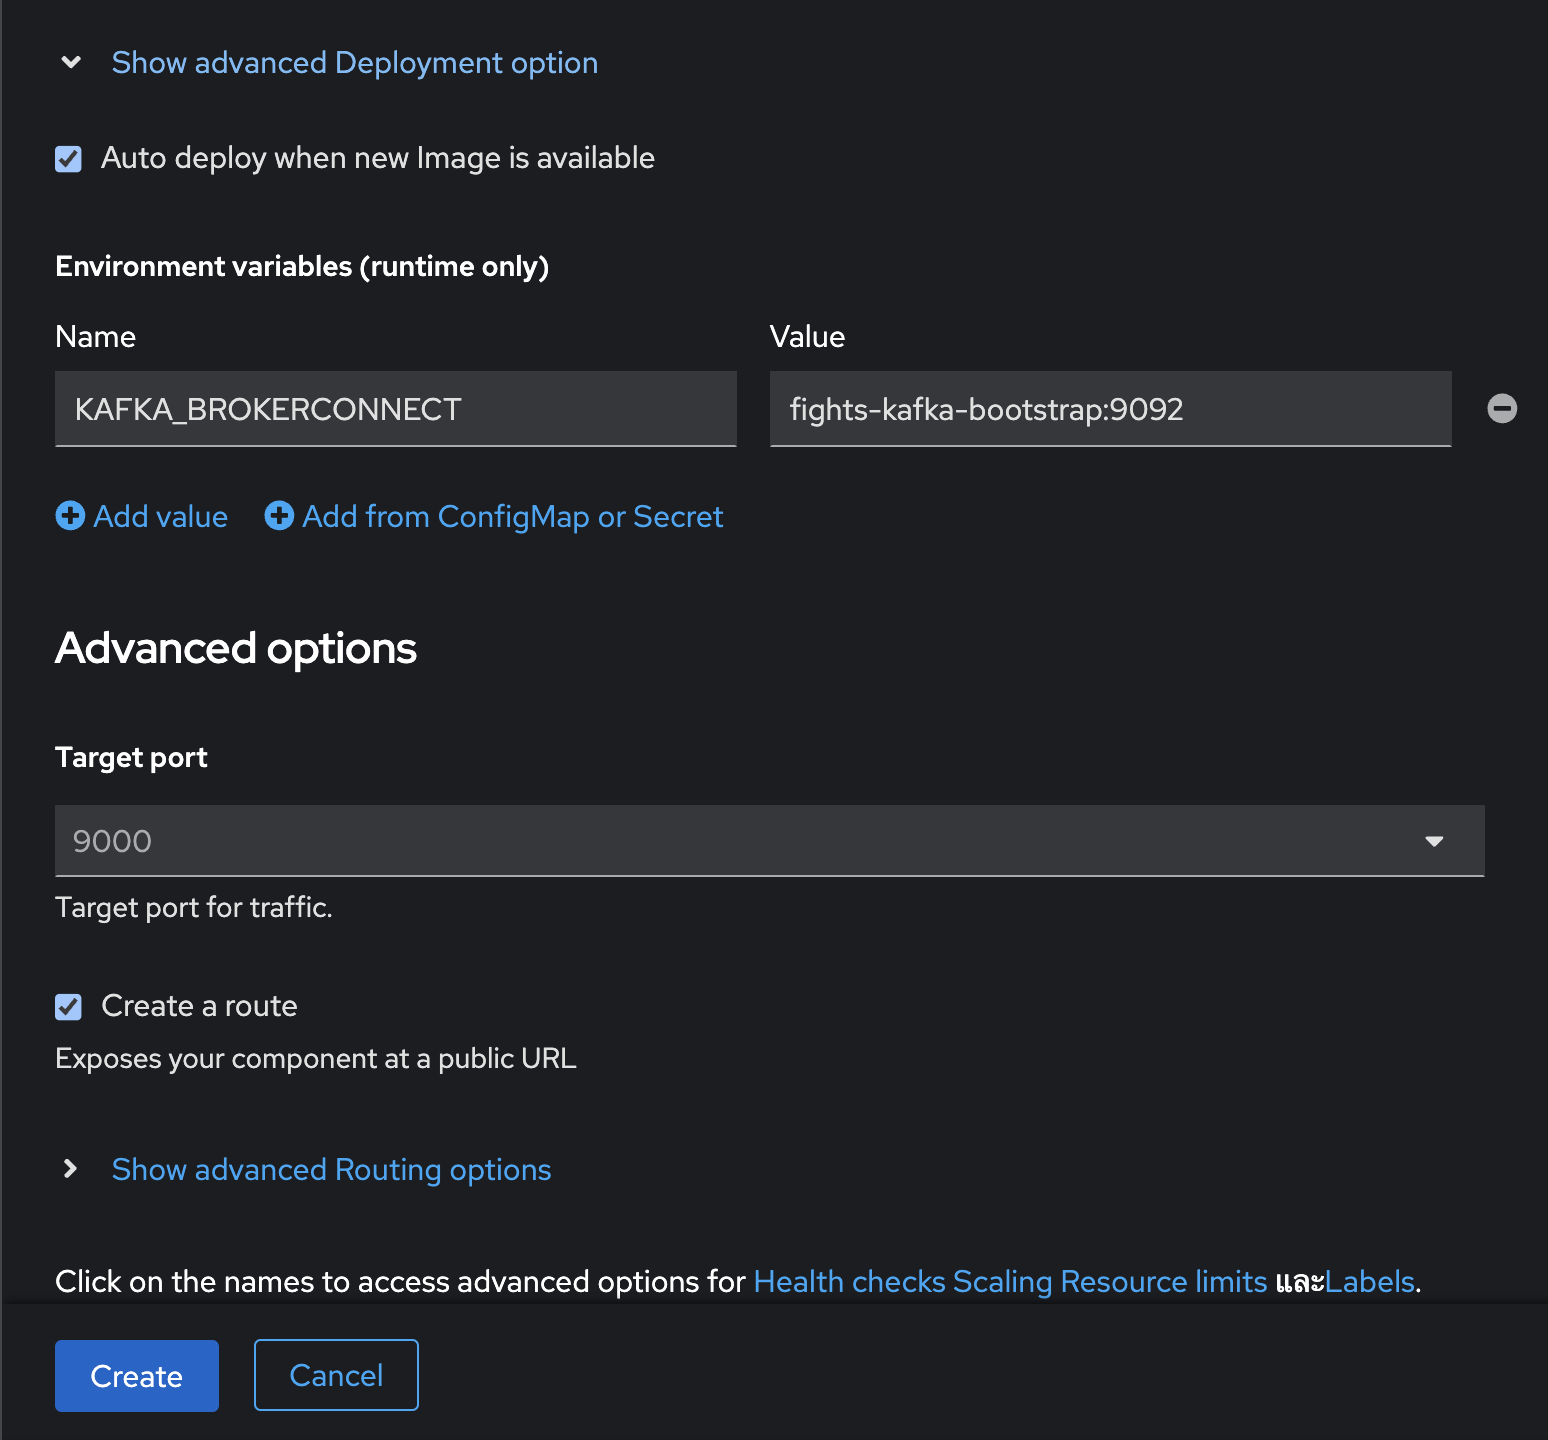 Show advanced Deployment option
Auto deploy when new Image is available
Environment variables (runtime only)
Name Value
KAFKA_BROKERCONNECT fights-kafka-bootstrap:9092
Add value Add from ConfigMap or Secret
Advanced options
Target port
9000
Target port for traffic.
Create a route
Exposes your component at a public URL
Show advanced Routing options
Click on the names to access advanced options for Health checks Scaling Resource limits และLabels.
Create Cancel